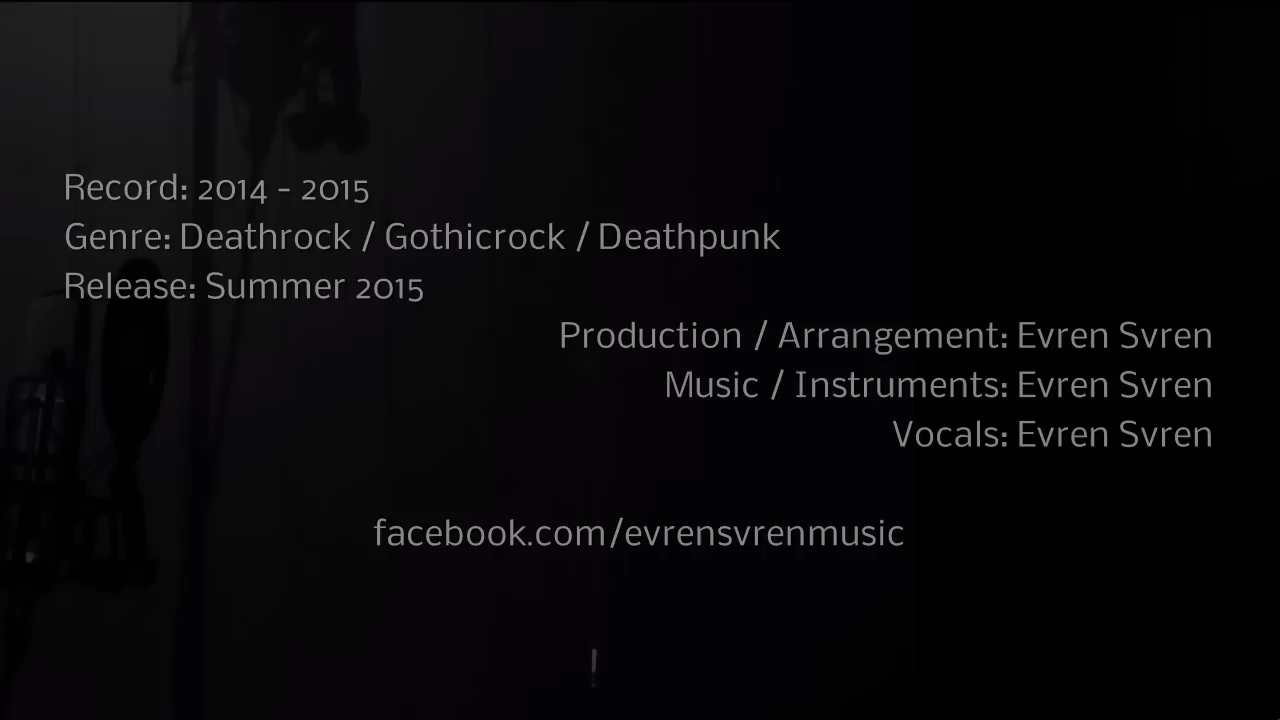 Record: 2014 - 2015
Genre: Deathrock / Gothicrock / Deathpunk
Release: Summer 2015
Production / Arrangement: Evren Svren
Music / Instruments: Evren Svren
Vocals: Evren Svren
facebook.com/evrensvrenmusic